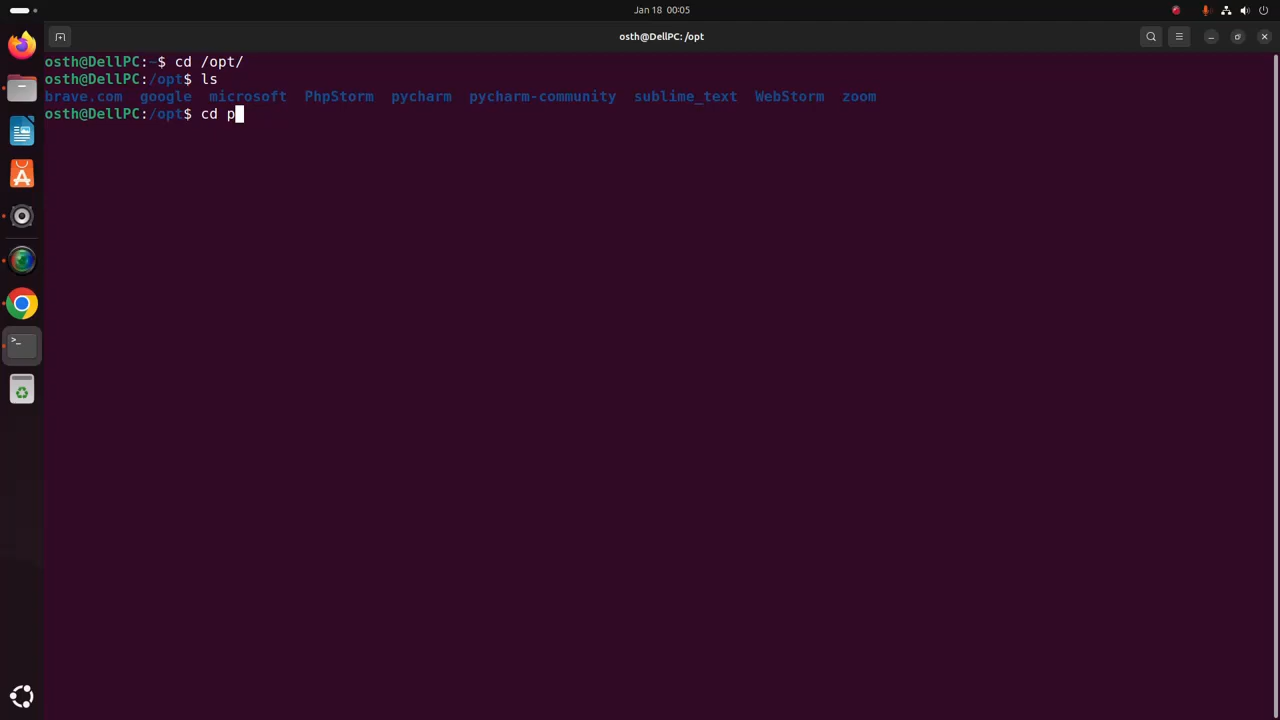 Jan 18 00:05
osth@DellPC: /opt
osth@DellPC:~$ cd /opt/
osth@DellPC:/opt$ ls
brave.com google microsoft PhpStorm pycharm pycharm-community sublime_text WebStorm zoom
osth@DellPC:/opt$ cd p